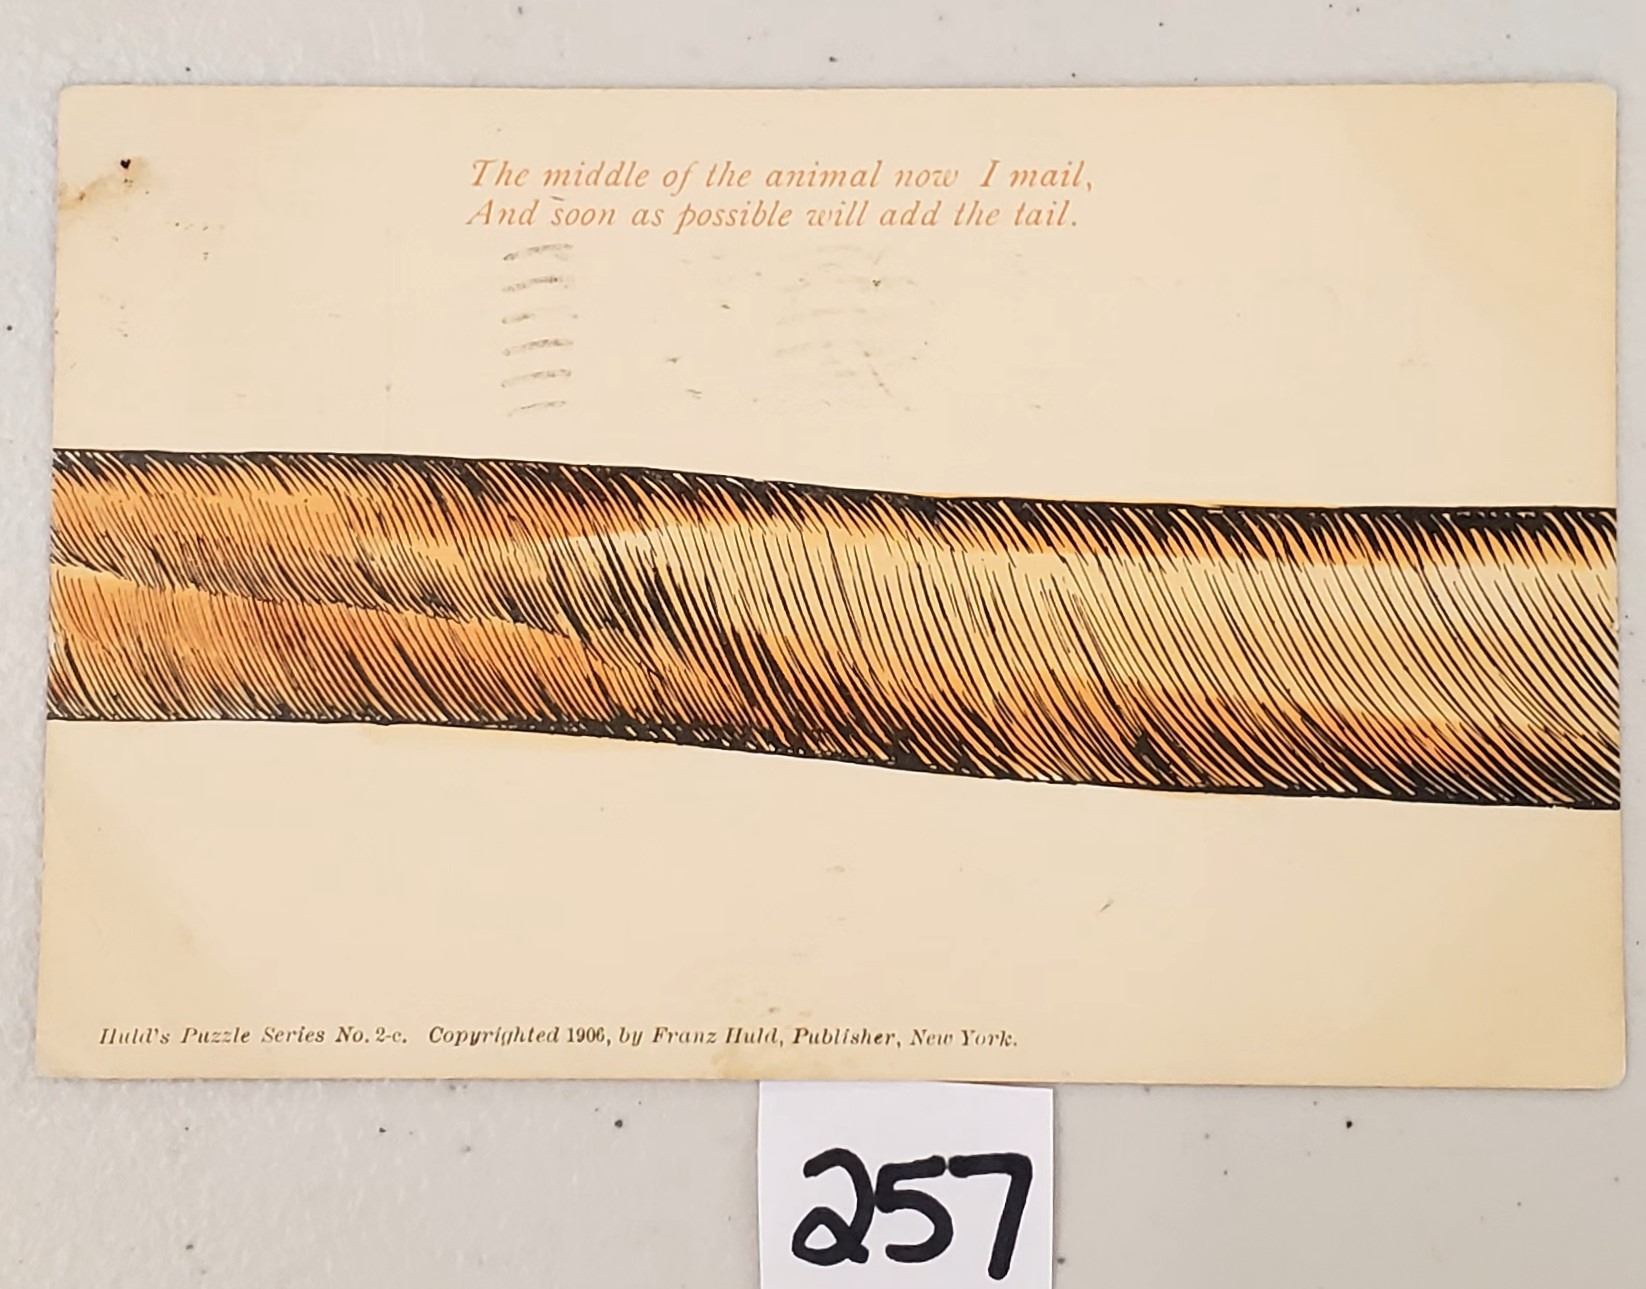 The middle of the animal now I mail,
And soon as possible will add the tail.
Huld's Puzzle Series No. 2-c. Copyrighted 1906, by Franz Huld, Publisher, New York.
257